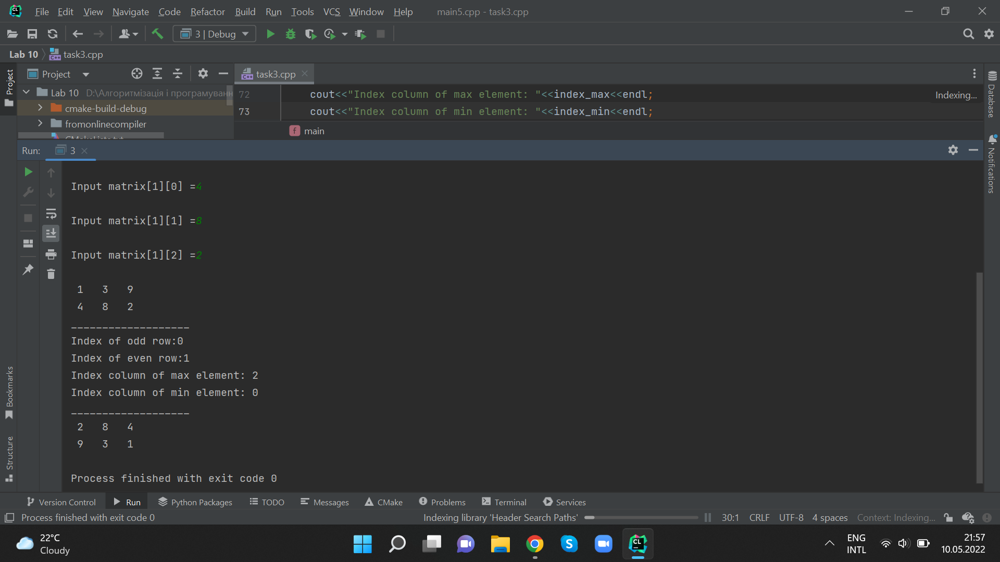 CL File Edit View Navigate Code Refactor Build Run Tools VCS Window Help main5.cpp - task3.cpp
3 | Debug
Lab 10 task3.cpp
Project
Project
task3.cpp
Lab 10 D:\Алгоритмізація і програмуванн
cmake-build-debug
fromonlinecompiler
CMakeLists.txt
72 cout<<"Index column of max element: "<<index_max<<endl;
73 cout<<"Index column of min element: "<<index_min<<endl;
Indexing...
f main
Database
Notifications
Run: 3
Input matrix[1][0] =4
Input matrix[1][1] =8
Input matrix[1][2] =2
1 3 9
4 8 2
___________________
Index of odd row:0
Index of even row:1
Index column of max element: 2
Index column of min element: 0
___________________
2 8 4
9 3 1
Process finished with exit code 0
Bookmarks
Structure
Version Control Run Python Packages TODO Messages CMake Problems Terminal Services
Process finished with exit code 0 Indexing library 'Header Search Paths' 30:1 CRLF UTF-8 4 spaces Context: Indexing...
22°C
Cloudy
ENG
INTL
21:57
10.05.2022